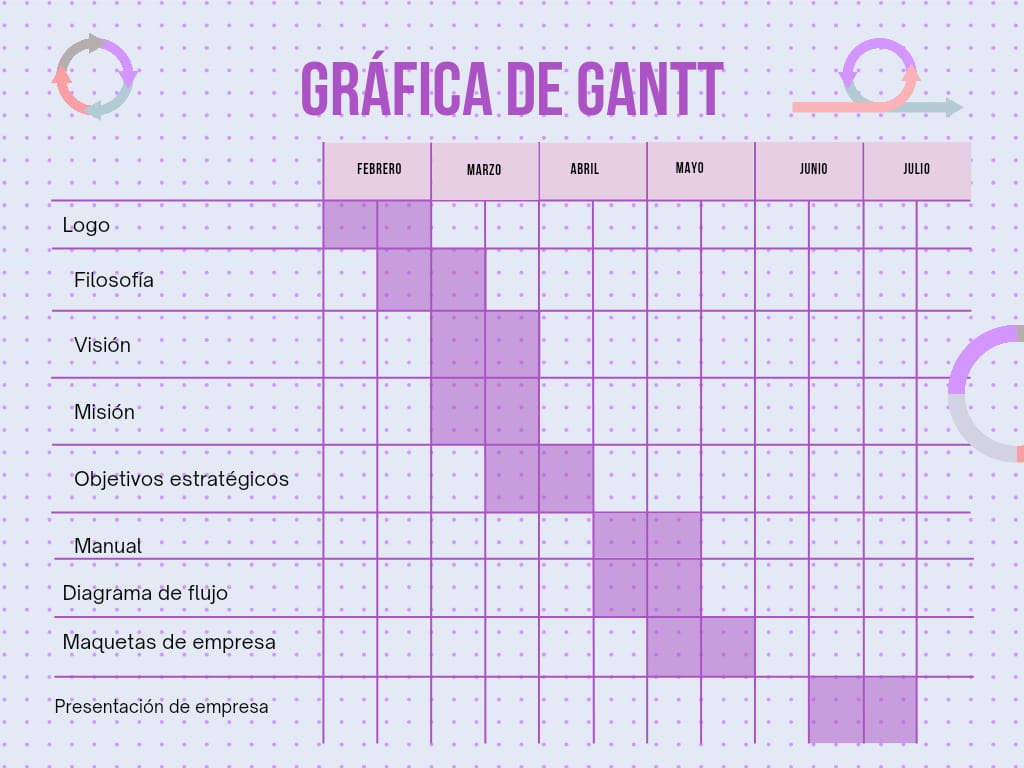 GRÁFICA DE GANTT
FEBRERO MARZO ABRIL MAYO JUNIO JULIO
Logo
Filosofía
Visión
Misión
Objetivos estratégicos
Manual
Diagrama de flujo
Maquetas de empresa
Presentación de empresa